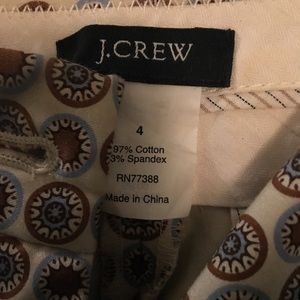 J.CREW
4
97% Cotton
3% Spandex
RN77388
Made in China